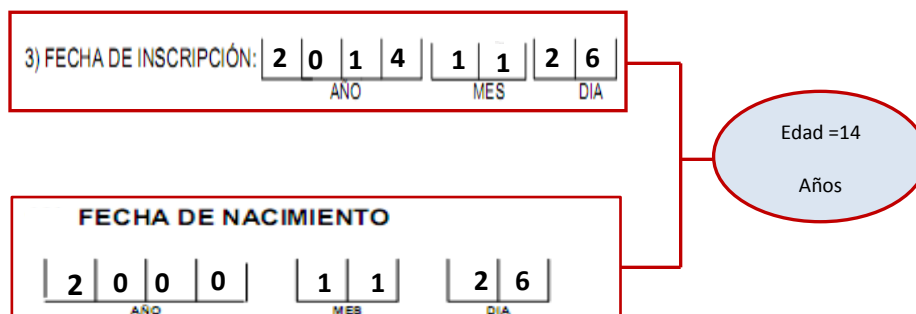 3) FECHA DE INSCRIPCIÓN: 2 0 1 4 1 1 2 6
AÑO MES DIA
Edad =14
Años
FECHA DE NACIMIENTO
2 0 0 0 1 1 2 6
AÑO MES DIA